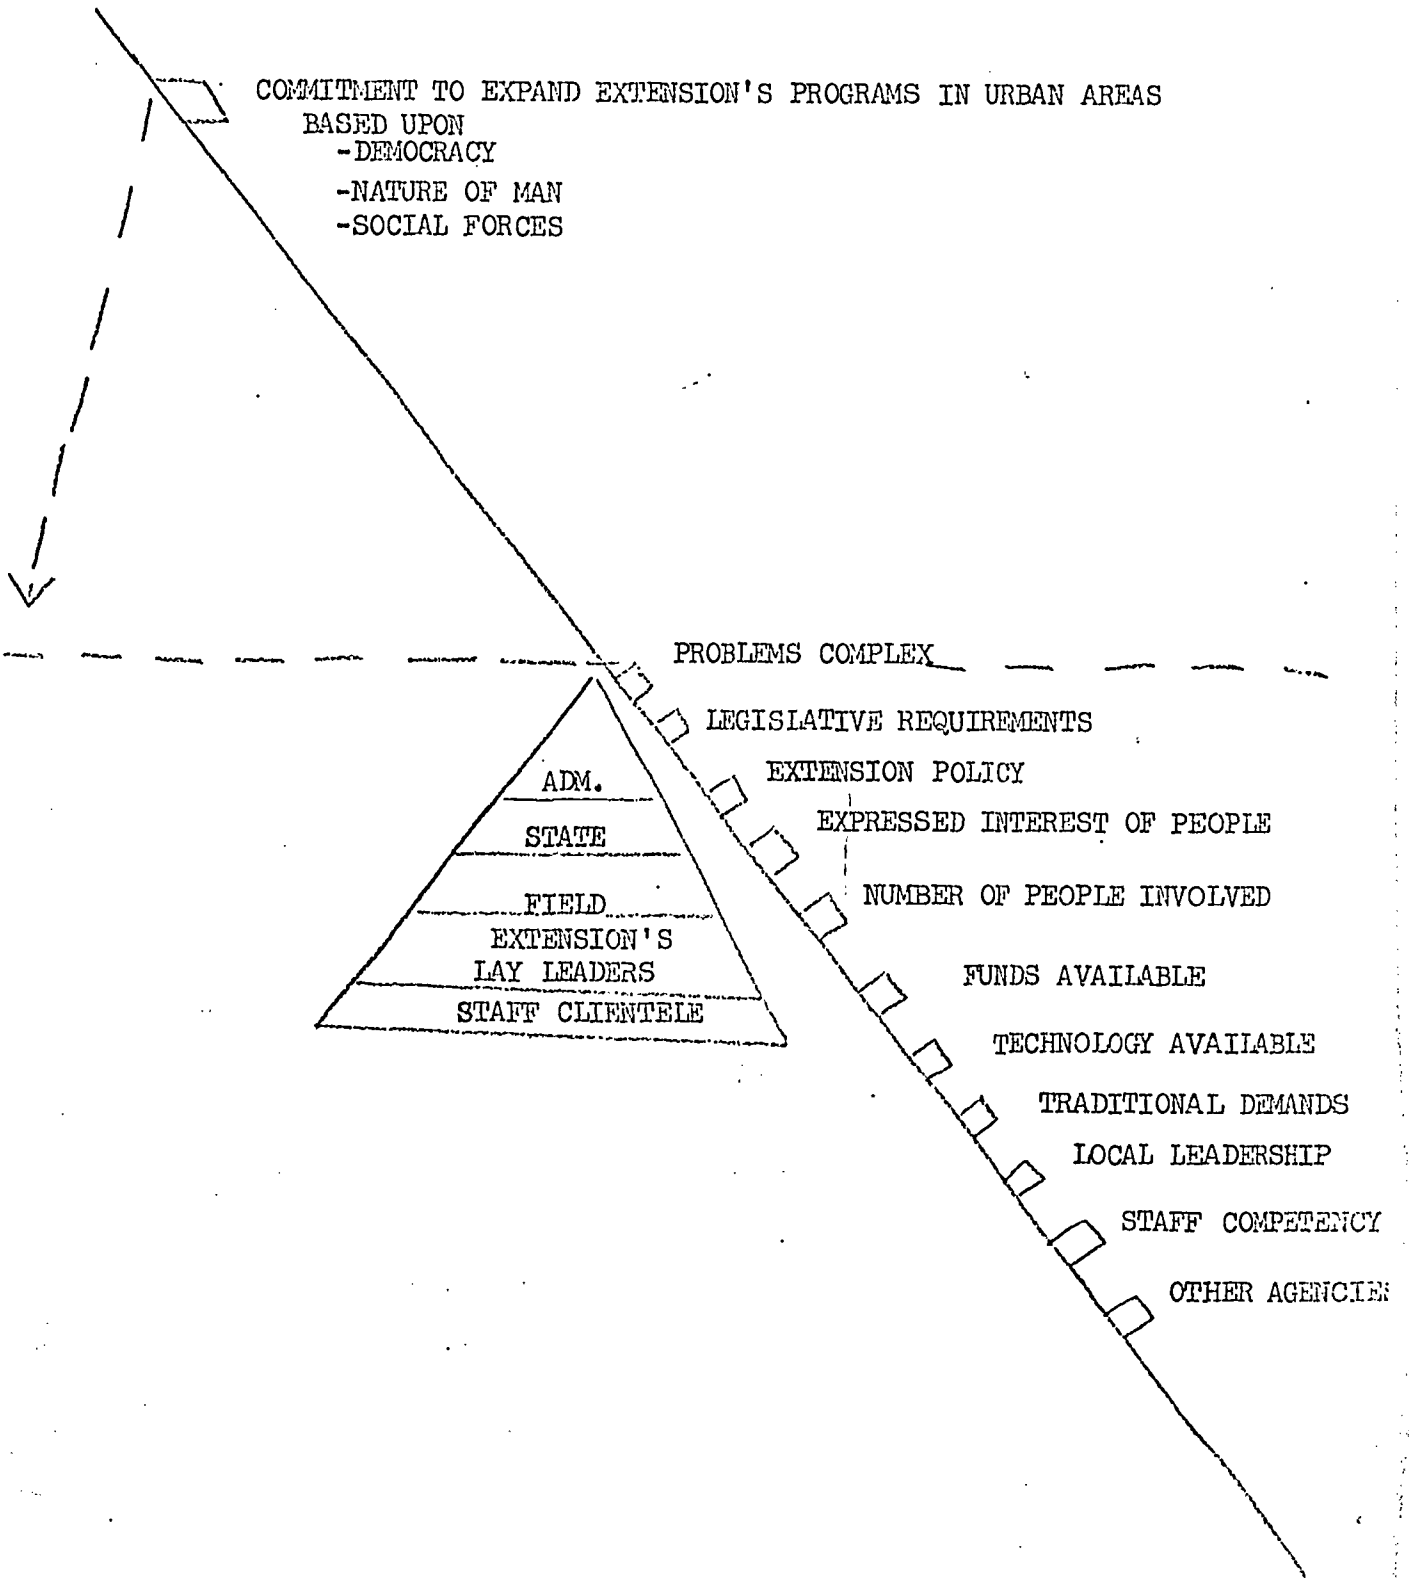 COMMITMENT TO EXPAND EXTENSION'S PROGRAMS IN URBAN AREAS
BASED UPON
-DEMOCRACY
-NATURE OF MAN
-SOCIAL FORCES
PROBLEMS COMPLEX
LEGISLATIVE REQUIREMENTS
EXTENSION POLICY
EXPRESSED INTEREST OF PEOPLE
NUMBER OF PEOPLE INVOLVED
FUNDS AVAILABLE
TECHNOLOGY AVAILABLE
TRADITIONAL DEMANDS
LOCAL LEADERSHIP
STAFF COMPETENCY
OTHER AGENCIES
ADM.
STATE
FIELD
EXTENSION'S
LAY LEADERS
STAFF CLIENTELE